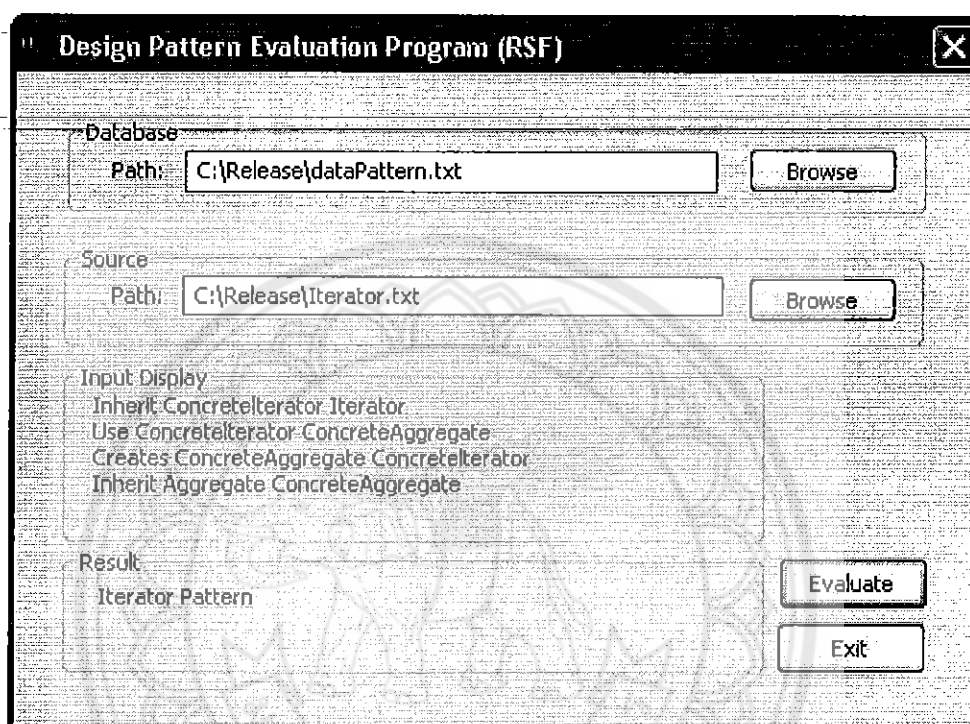 Design Pattern Evaluation Program (RSF)
Database
Path: C:\Release\dataPattern.txt Browse
Source
Path: C:\Release\Iterator.txt Browse
Input Display
Inherit ConcreteIterator Iterator
Use ConcreteIterator ConcreteAggregate
Creates ConcreteAggregate ConcreteIterator
Inherit Aggregate ConcreteAggregate
Result
Iterator Pattern
Evaluate
Exit